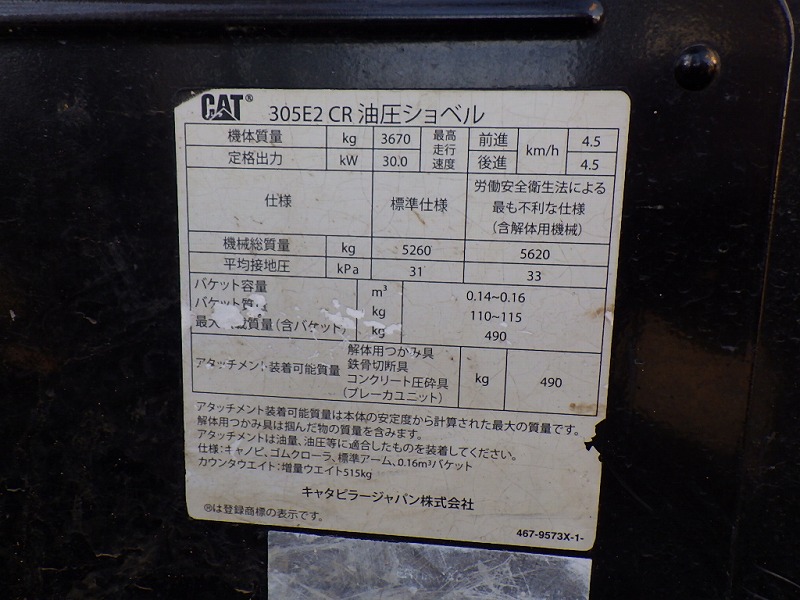 CAT® 305E2 CR 油圧ショベル
機体質量 kg 3670 最高走行速度 前進 km/h 4.5
定格出力 kW 30.0 後進 4.5
仕様 標準仕様 労働安全衛生法による
最も不利な仕様
(含解体用機械)
機械総質量 kg 5260 5620
平均接地圧 kPa 31 33
バケット容量 m³ 0.14~0.16
バケット質 kg 110~115
最大 質量(含バケット) kg 490
アタッチメント装着可能質量 解体用つかみ具 kg 490
鉄骨切断具
コンクリート圧砕具
(ブレーカユニット)
アタッチメント装着可能質量は本体の安定度から計算された最大の質量です。
解体用つかみ具は掴んだ物の質量を含みます。
アタッチメントは油量、油圧等に適合したものを装着してください。
仕様:キャノピ、ゴムクローラ、標準アーム、0.16m³バケット
カウンタウエイト:増量ウエイト515kg
キャタピラージャパン株式会社
®は登録商標の表示です。
467-9573X-1-